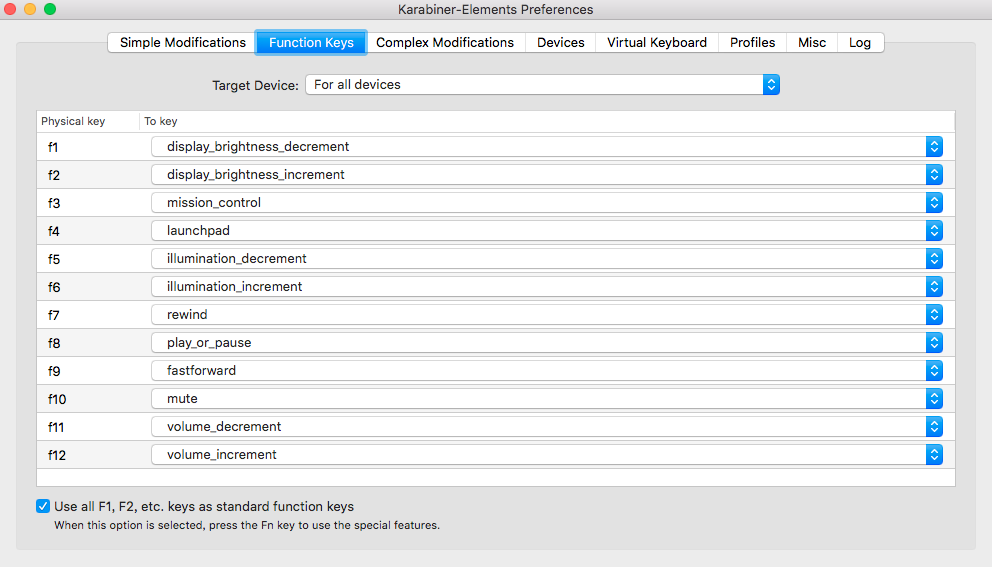 Karabiner-Elements Preferences
Simple Modifications Function Keys Complex Modifications Devices Virtual Keyboard Profiles Misc Log
Target Device: For all devices
Physical key To key
f1 display_brightness_decrement
f2 display_brightness_increment
f3 mission_control
f4 launchpad
f5 illumination_decrement
f6 illumination_increment
f7 rewind
f8 play_or_pause
f9 fastforward
f10 mute
f11 volume_decrement
f12 volume_increment
Use all F1, F2, etc. keys as standard function keys
When this option is selected, press the Fn key to use the special features.